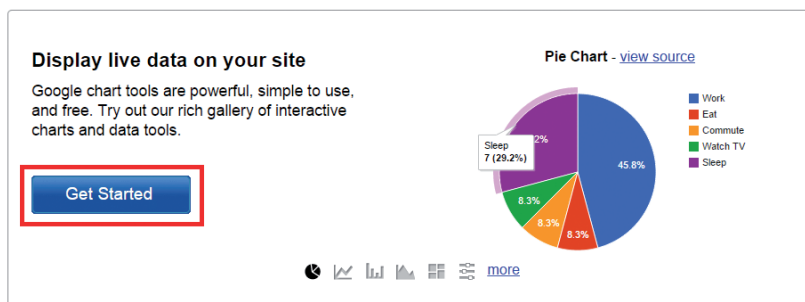 Display live data on your site
Google chart tools are powerful, simple to use,
and free. Try out our rich gallery of interactive
charts and data tools.
Get Started
Pie Chart - view source
Work
Eat
Commute
Watch TV
Sleep
Sleep
7 (29.2%)
2%
45.8%
8.3%
8.3%
8.3%
more